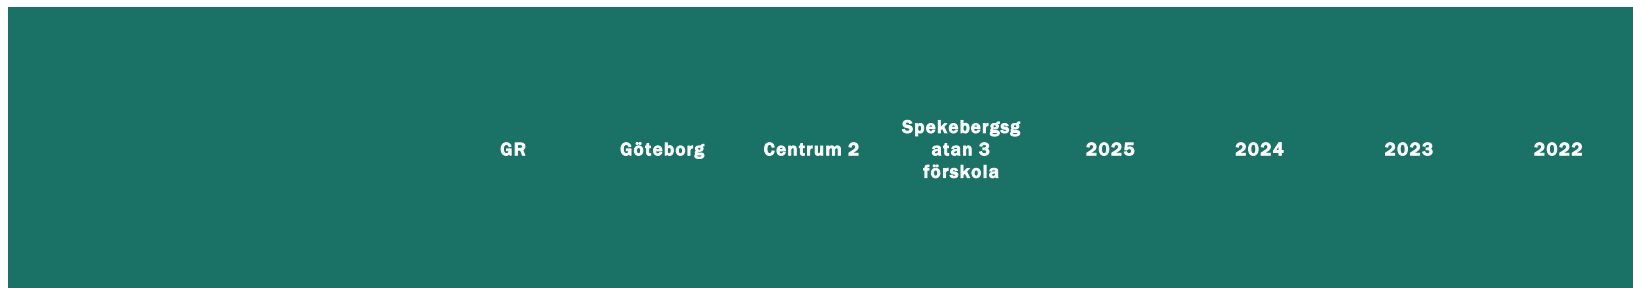 GR Göteborg Centrum 2 Spekebergsg
atan 3
förskola 2025 2024 2023 2022